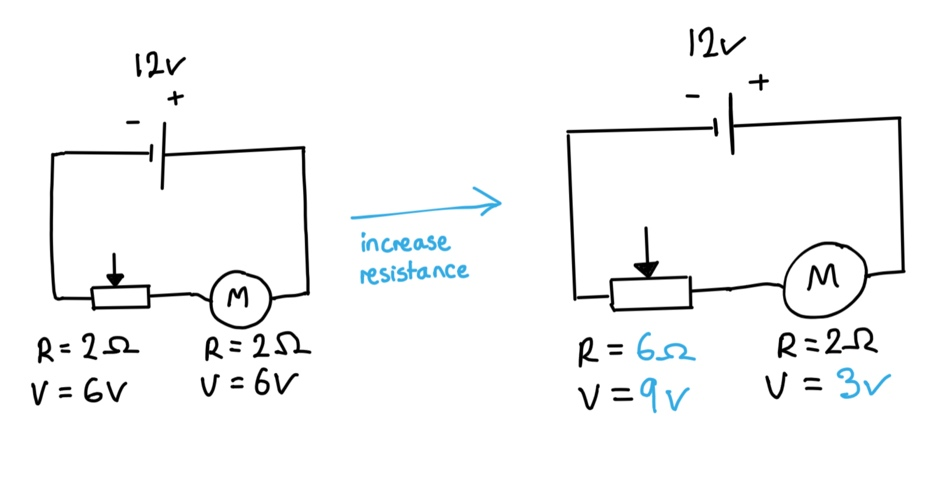 12v
- +
R = 2Ω
V = 6V
M
R = 2Ω
V = 6V
increase
resistance
12v
- +
M
R = 6Ω
V = 9v
R = 2Ω
V = 3v